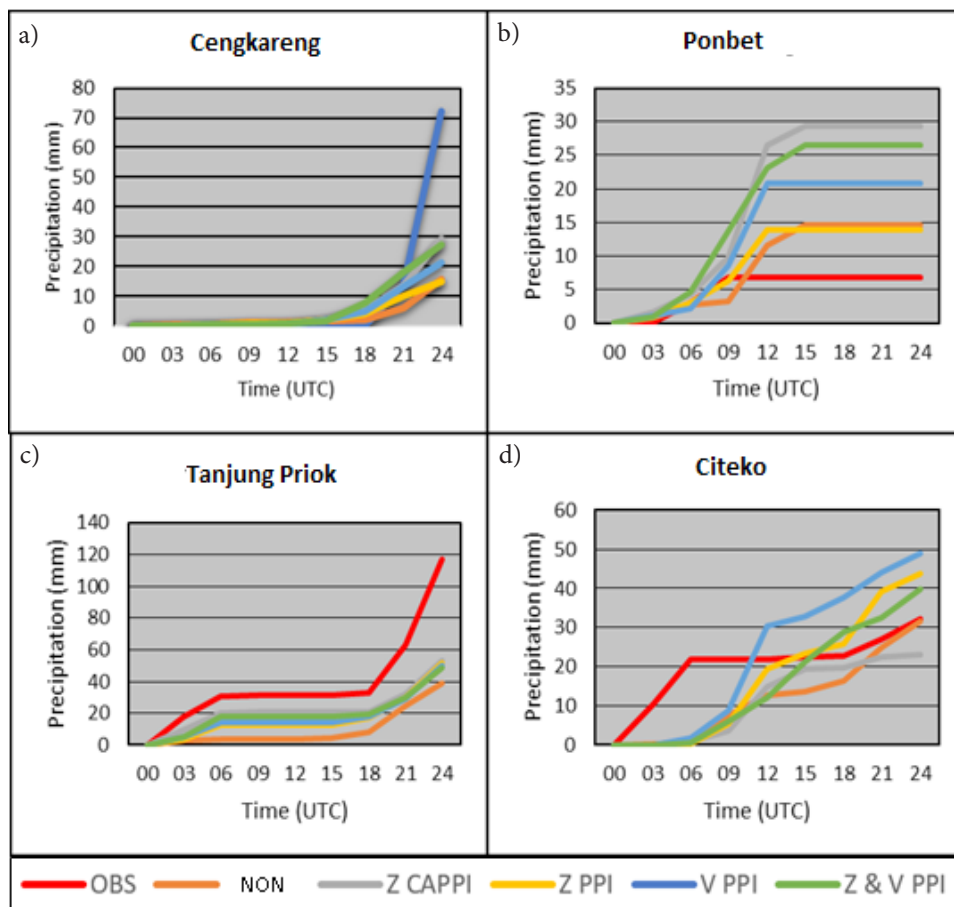 a)
Cengkareng
Precipitation (mm)
80
70
60
50
40
30
20
10
0
00 03 06 09 12 15 18 21 24
Time (UTC)
b)
Ponbet
Precipitation (mm)
35
30
25
20
15
10
5
0
00 03 06 09 12 15 18 21 24
Time (UTC)
c)
Tanjung Priok
Precipitation (mm)
140
120
100
80
60
40
20
0
00 03 06 09 12 15 18 21 24
Time (UTC)
d)
Citeko
Precipitation (mm)
60
50
40
30
20
10
0
00 03 06 09 12 15 18 21 24
Time (UTC)
OBS NON Z CAPPI Z PPI V PPI Z & V PPI